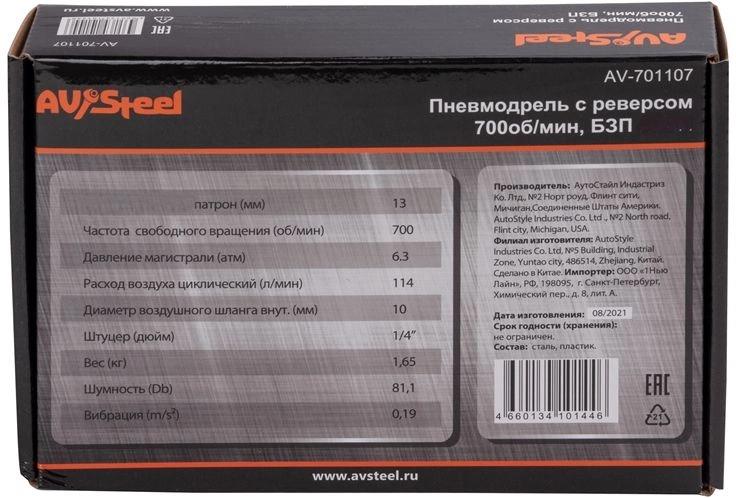 www.avsteel.ru
AV-701107
Пневмодрель с реверсом
700об/мин, БЗП
AV Steel
EAC
AV Steel
AV-701107
Пневмодрель с реверсом
700об/мин, БЗП
патрон (мм) 13
Частота свободного вращения (об/мин) 700
Давление магистрали (атм) 6.3
Расход воздуха циклический (л/мин) 114
Диаметр воздушного шланга внут. (мм) 10
Штуцер (дюйм) 1/4"
Вес (кг) 1,65
Шумность (Db) 81,1
Вибрация (m/s²) 0,19
Производитель: АутоСтайл Индастриз
Ко. Лтд., №2 Норт роуд, Флинт сити,
Мичиган,Соединенные Штаты Америки.
AutoStyle Industries Co. Ltd ., №2 North road,
Flint city, Michigan, USA.
Филиал изготовителя: AutoStyle
Industries Co. Ltd, №5 Building, Industrial
Zone, Yuntao city, 486514, Zhejiang. Китай.
Сделано в Китае. Импортер: ООО «1Нью
Лайн», РФ, 198095, г. Санкт-Петербург,
Химический пер., д. 8, лит. А.
Дата изготовления: 08/2021
Срок годности (хранения):
не ограничен.
Состав: сталь, пластик.
4 660134 101446
EAC
21
www.avsteel.ru